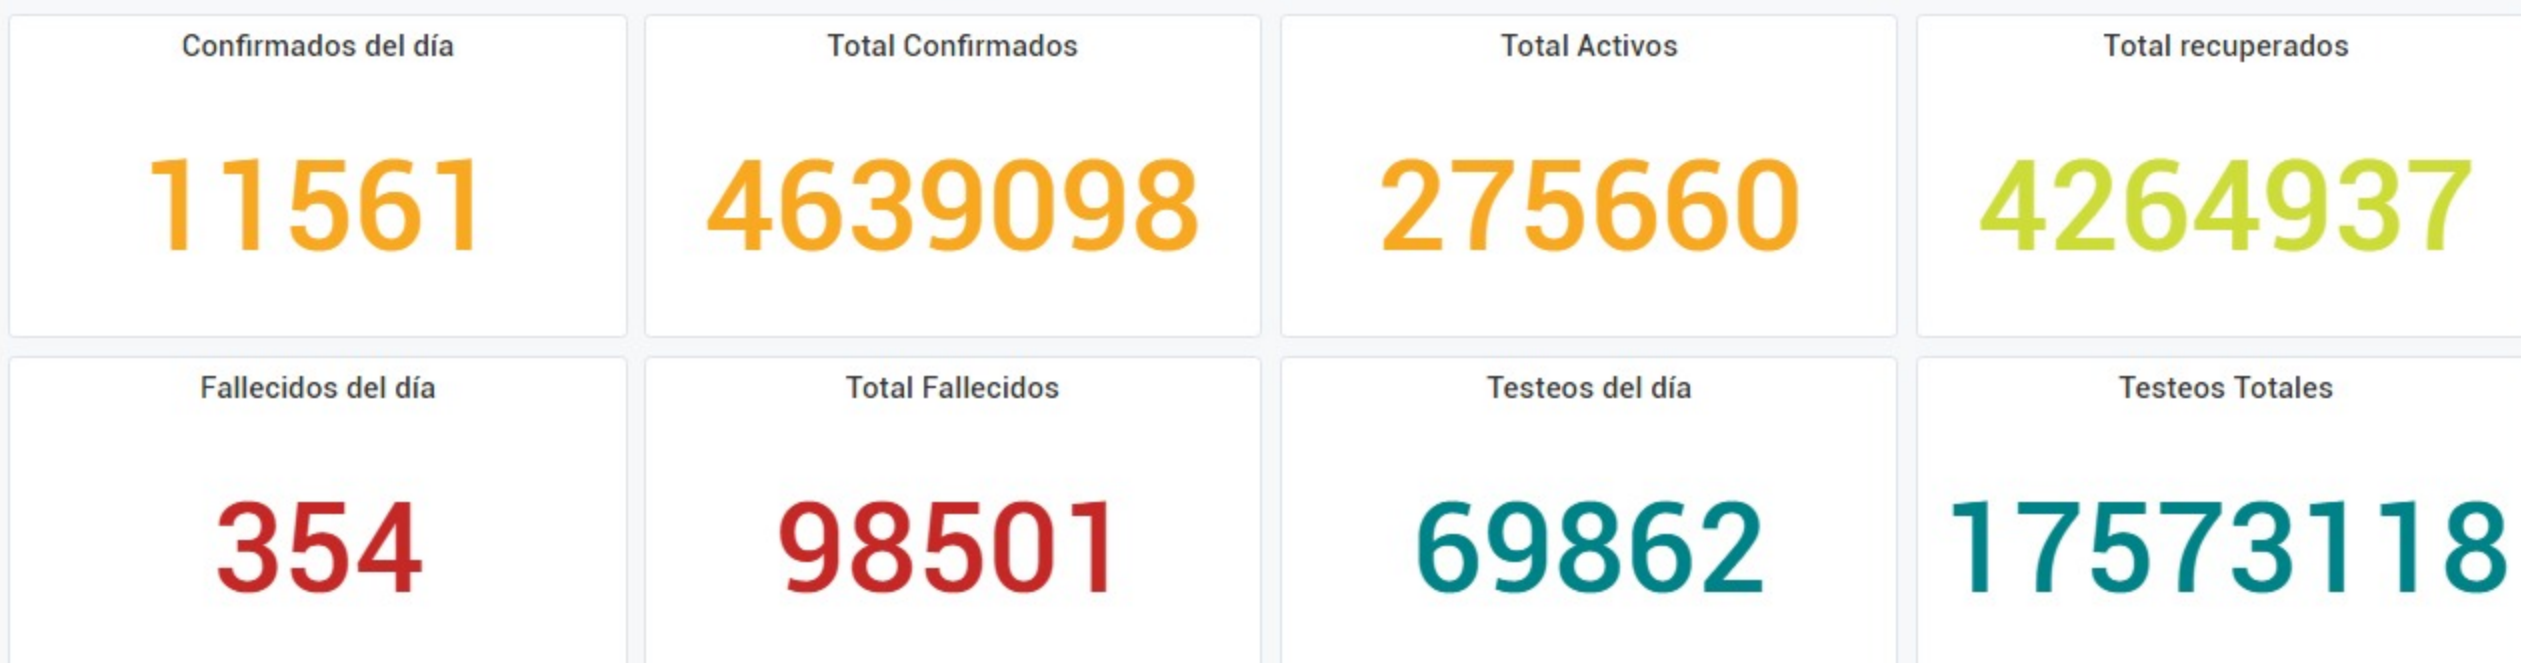 Confirmados del día
11561
Total Confirmados
4639098
Total Activos
275660
Total recuperados
4264937
Fallecidos del día
354
Total Fallecidos
98501
Testeos del día
69862
Testeos Totales
17573118